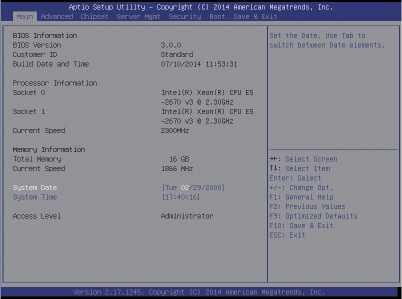 Aptio Setup Utility - Copyright (C) 2014 American Megatrends, Inc.
Main Advanced Chipset Server Mgmt Security Boot Save & Exit
BIOS Information
BIOS Version 3.0.0
Customer ID Standard
Build Date and Time 07/10/2014 11:53:31
Processor Information
Socket 0 Intel(R) Xeon(R) CPU E5
-2670 v3 @ 2.30GHz
Socket 1 Intel(R) Xeon(R) CPU E5
-2670 v3 @ 2.30GHz
Current Speed 2300MHz
Memory Information
Total Memory 16 GB
Current Speed 1866 MHz
System Date [Tue /29/2000]
System Time [17:40:16]
Access Level Administrator
Set the Date. Use Tab to
switch between Date elements.
→←: Select Screen
↑↓: Select Item
Enter: Select
+/-: Change Opt.
F1: General Help
F2: Previous Values
F9: Optimized Defaults
F10: Save & Exit
ESC: Exit
Version 2.17.1245. Copyright (C) 2014 American Megatrends, Inc.